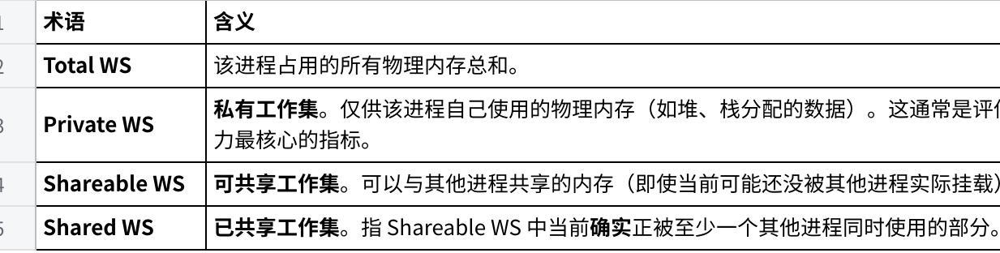 1 术语 含义
2 Total WS 该进程占用的所有物理内存总和。
3 Private WS 私有工作集。仅供该进程自己使用的物理内存（如堆、栈分配的数据）。这通常是评
力最核心的指标。
4 Shareable WS 可共享工作集。可以与其他进程共享的内存（即使当前可能还没被其他进程实际挂载）
5 Shared WS 已共享工作集。指 Shareable WS 中当前确实正被至少一个其他进程同时使用的部分。